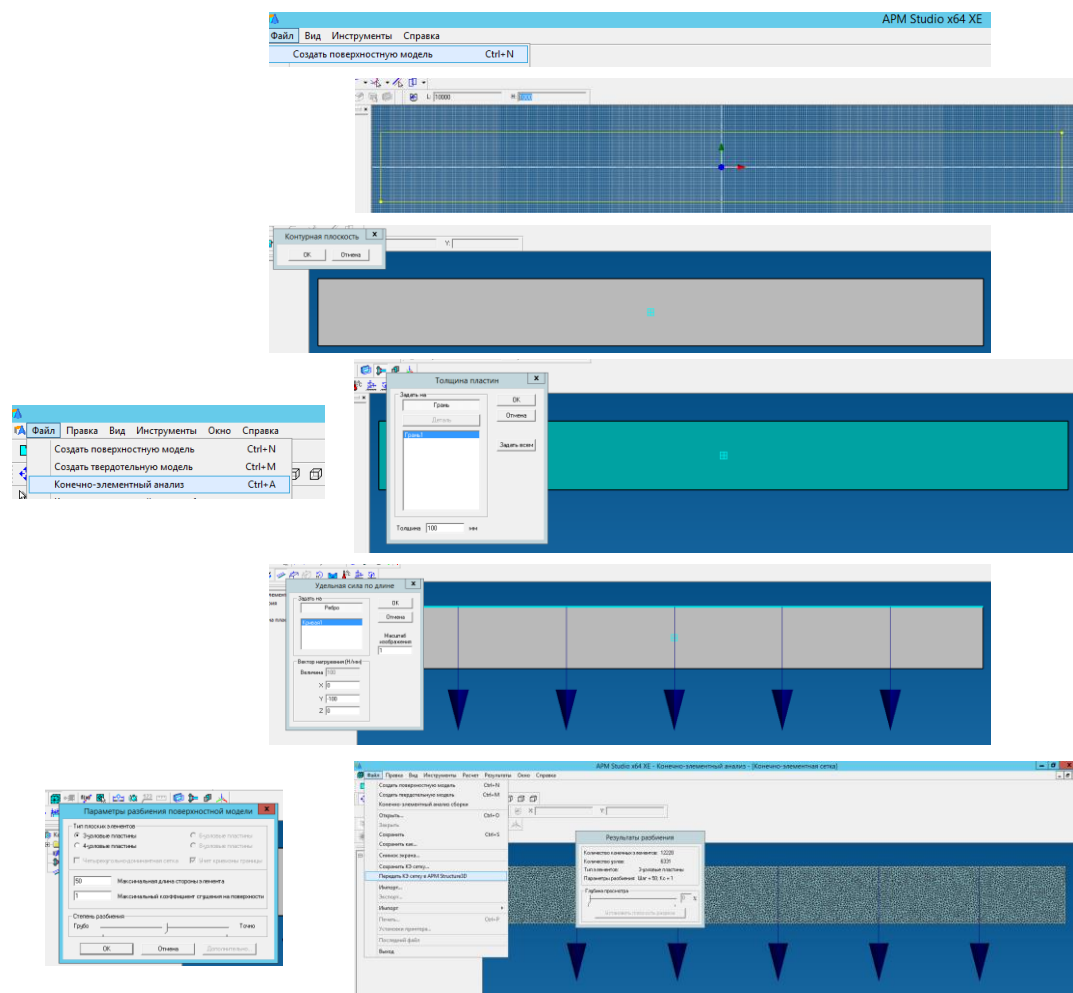 APM Studio x64 XE
Файл Вид Инструменты Справка
Создать поверхностную модель Ctrl+N
L: 10000 H: 1000
Контурная плоскость x
OK Отмена
Y:
Толщина пластин x
Задать на
Грань
OK
Деталь
Отмена
Грань1
Задать всем
Толщина 100 мм
Файл Правка Вид Инструменты Окно Справка
Создать поверхностную модель Ctrl+N
Создать твердотельную модель Ctrl+M
Конечно-элементный анализ Ctrl+A
Удельная сила по длине x
Задать на
Ребро
OK
Кривая1
Отмена
Масштаб
изображения
1
Вектор нагружения (Н/мм)
Величина 100
X 0
Y -100
Z 0
Параметры разбиения поверхностной модели x
Тип плоских элементов
3-узловые пластины 6-узловые пластины
4-узловые пластины 8-узловые пластины
Четырехугольнодоминантная сетка Учет кривизны границы
50 Максимальная длина стороны элемента
1 Максимальный коэффициент сгущения на поверхности
Степень разбиения
Грубо Точно
OK Отмена Дополнительно...
APM Studio x64 XE - Конечно-элементный анализ - [Конечно-элементная сетка]
Файл Правка Вид Инструменты Расчет Результаты Окно Справка
Создать поверхностную модель Ctrl+N
Создать твердотельную модель Ctrl+M
Конечно-элементный анализ сборки
Открыть... Ctrl+O
Закрыть
Сохранить Ctrl+S
Сохранить как...
Снимок экрана...
Сохранить КЭ сетку...
Передать КЭ сетку в APM Structure3D
Импорт...
Экспорт...
Импорт
Печать... Ctrl+P
Установки принтера...
Последний файл
Выход
X Y
Результаты разбиения
Количество конечных элементов: 12220
Количество узлов: 6331
Тип элементов: 3-узловые пластины
Параметры разбиения: Шаг = 50; Кс = 1
Глубина просмотра
0 %